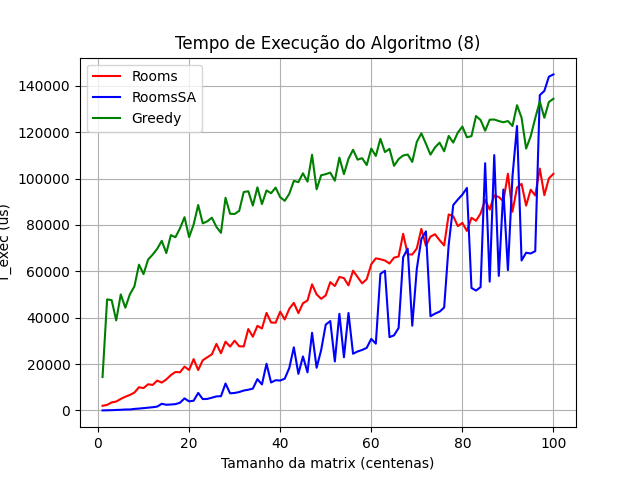 Tempo de Execução do Algoritmo (8)
Rooms
RoomsSA
Greedy
140000
120000
100000
80000
60000
40000
20000
0
_exec (us)
0 20 40 60 80 100
Tamanho da matrix (centenas)